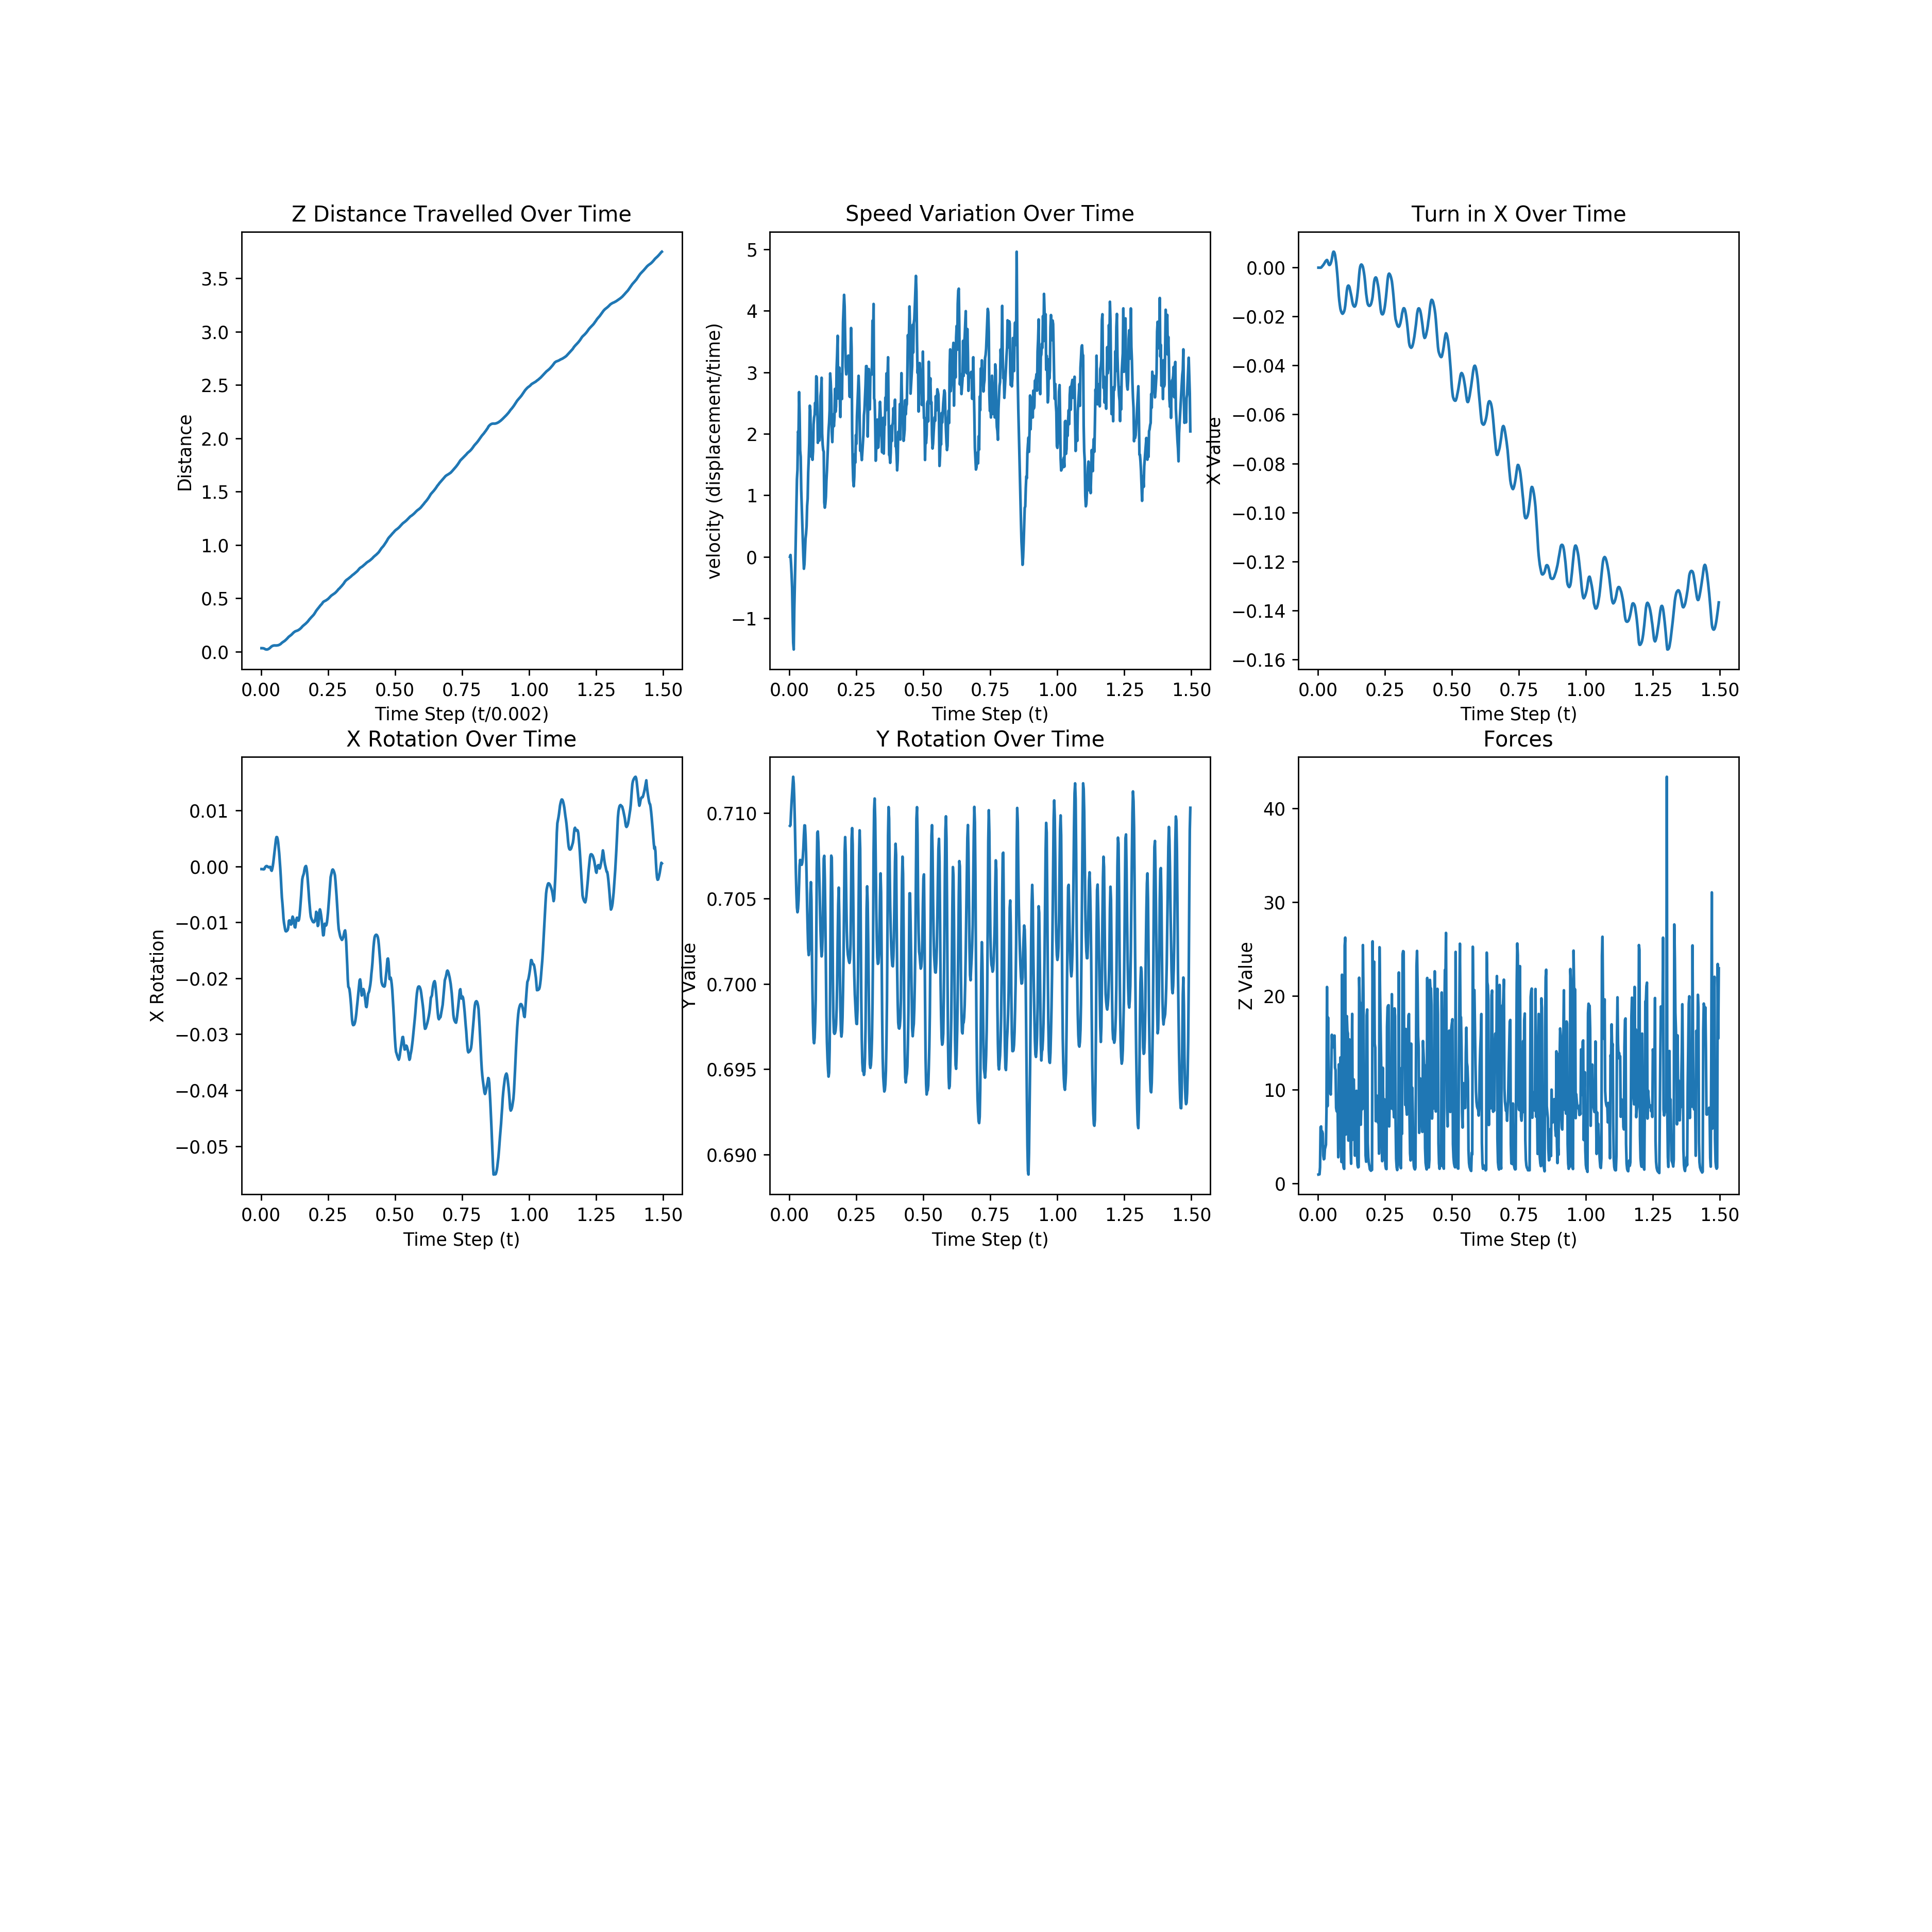 Z Distance Travelled Over Time
Distance
3.5
3.0
2.5
2.0
1.5
1.0
0.5
0.0
0.00 0.25 0.50 0.75 1.00 1.25 1.50
Time Step (t/0.002)
Speed Variation Over Time
velocity (displacement/time)
5
4
3
2
1
0
−1
0.00 0.25 0.50 0.75 1.00 1.25 1.50
Time Step (t)
Turn in X Over Time
X Value
0.00
−0.02
−0.04
−0.06
−0.08
−0.10
−0.12
−0.14
−0.16
0.00 0.25 0.50 0.75 1.00 1.25 1.50
Time Step (t)
X Rotation Over Time
X Rotation
0.01
0.00
−0.01
−0.02
−0.03
−0.04
−0.05
0.00 0.25 0.50 0.75 1.00 1.25 1.50
Time Step (t)
Y Rotation Over Time
Y Value
0.710
0.705
0.700
0.695
0.690
0.00 0.25 0.50 0.75 1.00 1.25 1.50
Time Step (t)
Forces
Z Value
40
30
20
10
0
0.00 0.25 0.50 0.75 1.00 1.25 1.50
Time Step (t)